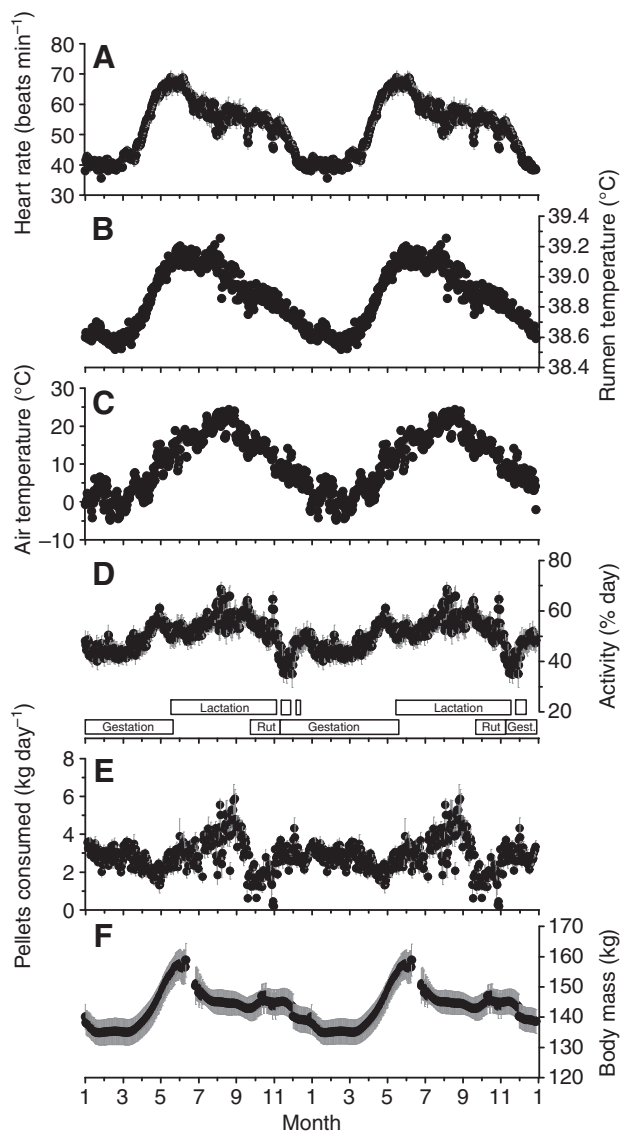 A
Heart rate (beats min⁻¹)
80
70
60
50
40
30
B
Rumen temperature (°C)
39.4
39.2
39.0
38.8
38.6
38.4
C
Air temperature (°C)
30
20
10
0
–10
D
Activity (% day)
80
60
40
20
Lactation
Lactation
Gestation
Rut
Gestation
Rut
Gest.
E
Pellets consumed (kg day⁻¹)
8
6
4
2
0
F
Body mass (kg)
170
160
150
140
130
120
1 3 5 7 9 11 1 3 5 7 9 11 1
Month